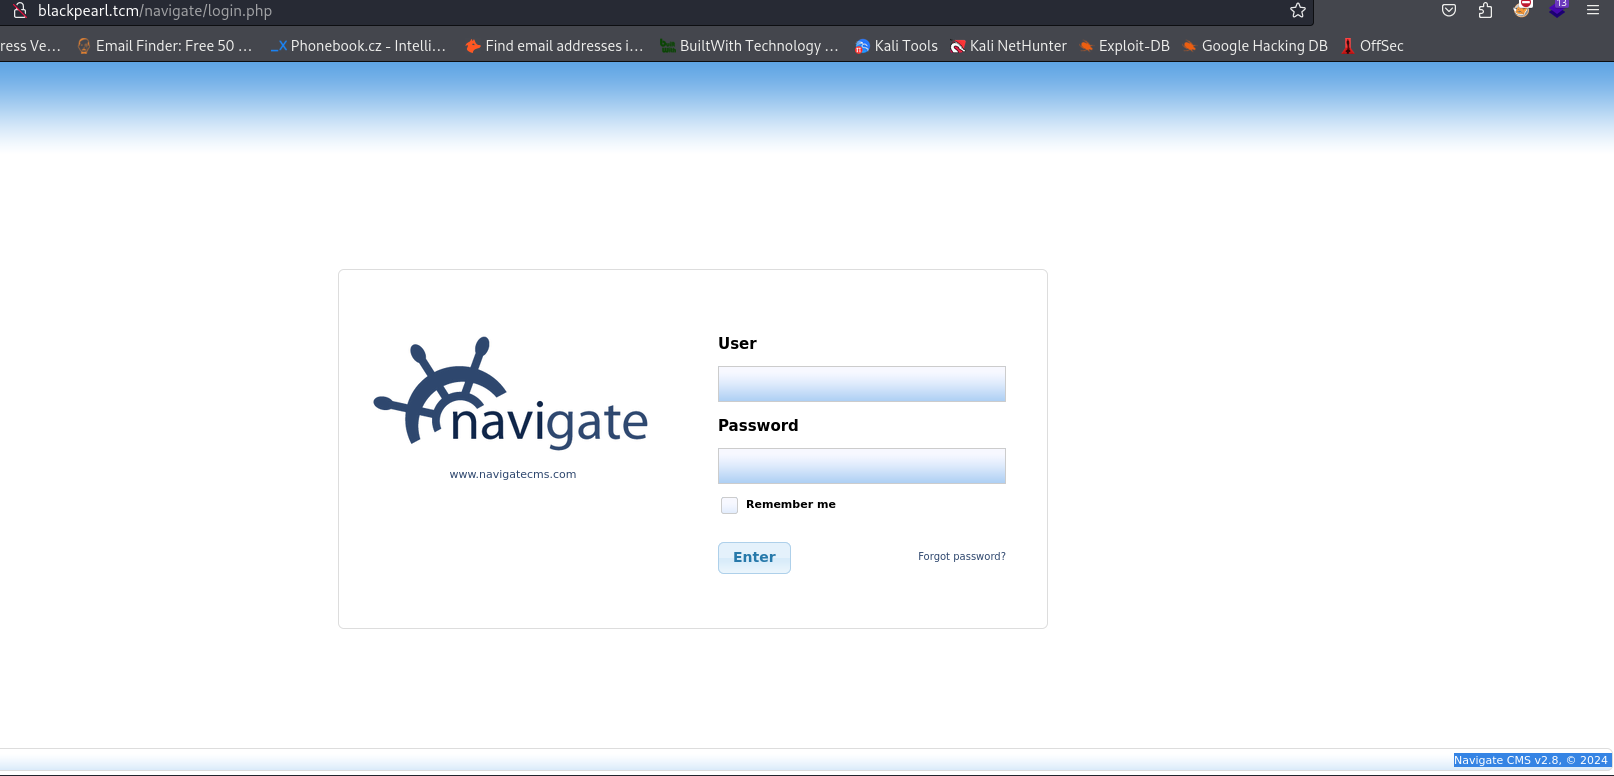 blackpearl.tcm/navigate/login.php
13
ress Ve... Email Finder: Free 50 ... Phonebook.cz - Intelli... Find email addresses i... BuiltWith Technology ... Kali Tools Kali NetHunter Exploit-DB Google Hacking DB OffSec
User
navigate
www.navigatecms.com
Password
Remember me
Enter
Forgot password?
Navigate CMS v2.8, © 2024